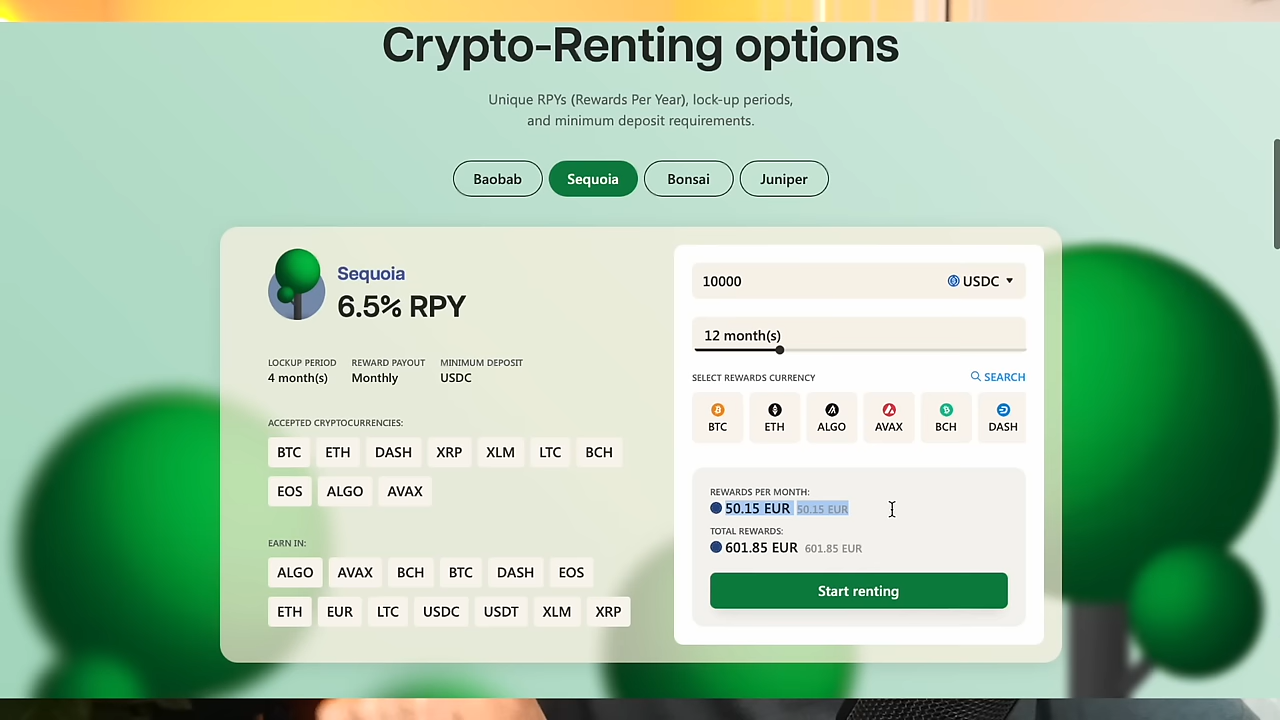 Crypto-Renting options
Unique RPYs (Rewards Per Year), lock-up periods,
and minimum deposit requirements.
Baobab Sequoia Bonsai Juniper
Sequoia
6.5% RPY
LOCKUP PERIOD REWARD PAYOUT MINIMUM DEPOSIT
4 month(s) Monthly USDC
ACCEPTED CRYPTOCURRENCIES:
BTC ETH DASH XRP XLM LTC BCH
EOS ALGO AVAX
EARN IN:
ALGO AVAX BCH BTC DASH EOS
ETH EUR LTC USDC USDT XLM XRP
10000 USDC
12 month(s)
SELECT REWARDS CURRENCY SEARCH
BTC ETH ALGO AVAX BCH DASH
REWARDS PER MONTH:
50.15 EUR 50.15 EUR
TOTAL REWARDS:
601.85 EUR 601.85 EUR
Start renting